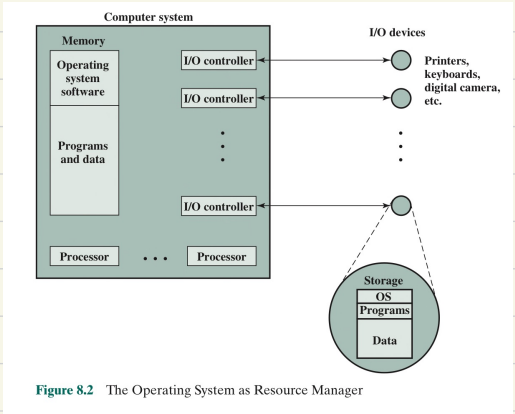 Computer system
I/O devices
Memory
Operating
system
software
Programs
and data
I/O controller
I/O controller
I/O controller
Processor
Processor
Printers,
keyboards,
digital camera,
etc.
Storage
OS
Programs
Data
Figure 8.2 The Operating System as Resource Manager